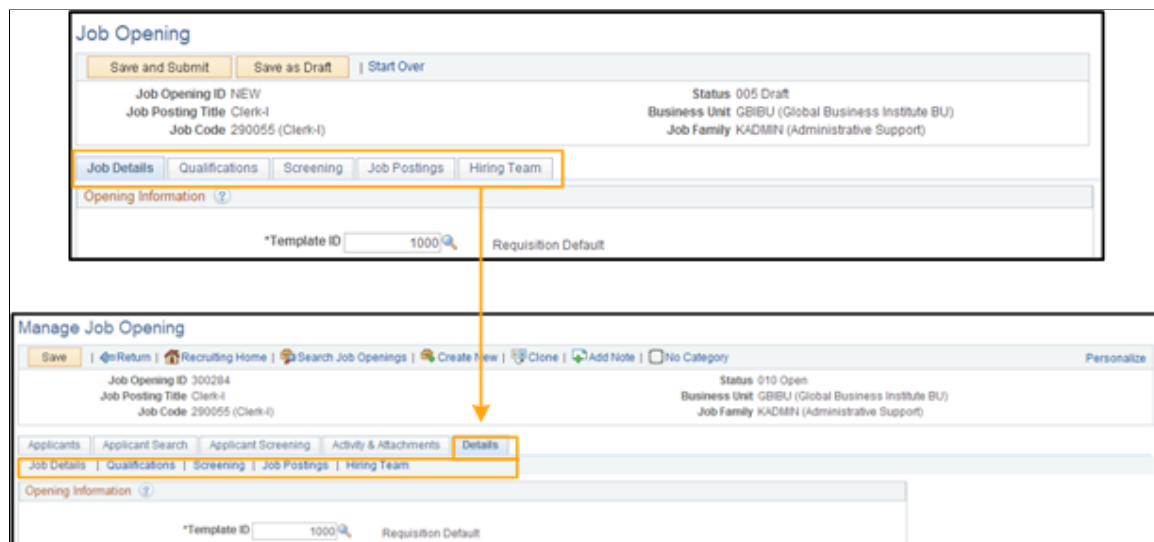 Job Opening
Save and Submit Save as Draft | Start Over
Job Opening ID NEW Status 005 Draft
Job Posting Title Clerk-I Business Unit GBIBU (Global Business Institute BU)
Job Code 290055 (Clerk-I) Job Family KADMIN (Administrative Support)
Job Details Qualifications Screening Job Postings Hiring Team
Opening Information ?
*Template ID 1000 Requisition Default
Manage Job Opening
Save | Return | Recruiting Home | Search Job Openings | Create New | Clone | Add Note | No Category Personalize
Job Opening ID 300284 Status 010 Open
Job Posting Title Clerk-I Business Unit GBIBU (Global Business Institute BU)
Job Code 290055 (Clerk-I) Job Family KADMIN (Administrative Support)
Applicants Applicant Search Applicant Screening Activity & Attachments Details
Job Details | Qualifications | Screening | Job Postings | Hiring Team
Opening Information ?
*Template ID 1000 Requisition Default